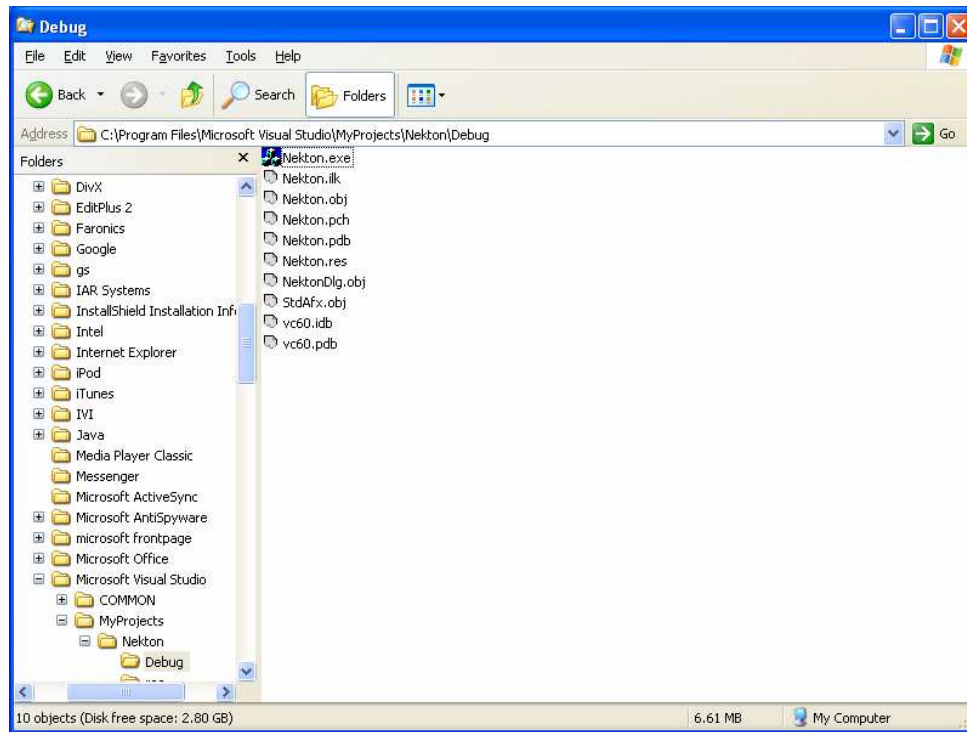 Debug
File Edit View Favorites Tools Help
Back Search Folders
Address C:\Program Files\Microsoft Visual Studio\MyProjects\Nekton\Debug Go
Folders
DivX
EditPlus 2
Faronics
Google
gs
IAR Systems
InstallShield Installation Info
Intel
Internet Explorer
iPod
iTunes
IVI
Java
Media Player Classic
Messenger
Microsoft ActiveSync
Microsoft AntiSpyware
microsoft frontpage
Microsoft Office
Microsoft Visual Studio
COMMON
MyProjects
Nekton
Debug
Nekton.exe
Nekton.ilk
Nekton.obj
Nekton.pch
Nekton.pdb
Nekton.res
NektonDlg.obj
StdAfx.obj
vc60.idb
vc60.pdb
10 objects (Disk free space: 2.80 GB) 6.61 MB My Computer